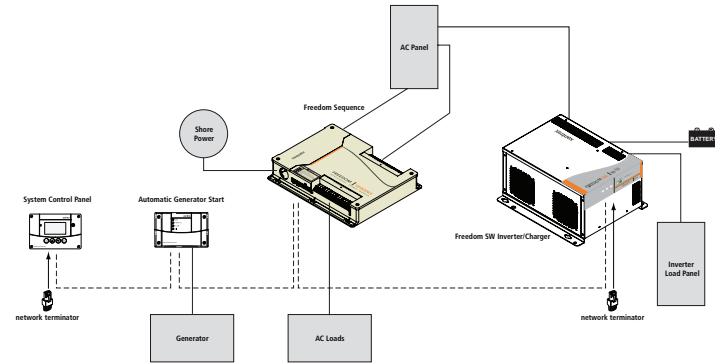 AC Panel
Freedom Sequence
Shore
Power
BATTERY
System Control Panel
Automatic Generator Start
Freedom SW Inverter/Charger
Inverter
Load Panel
network terminator
network terminator
Generator
AC Loads